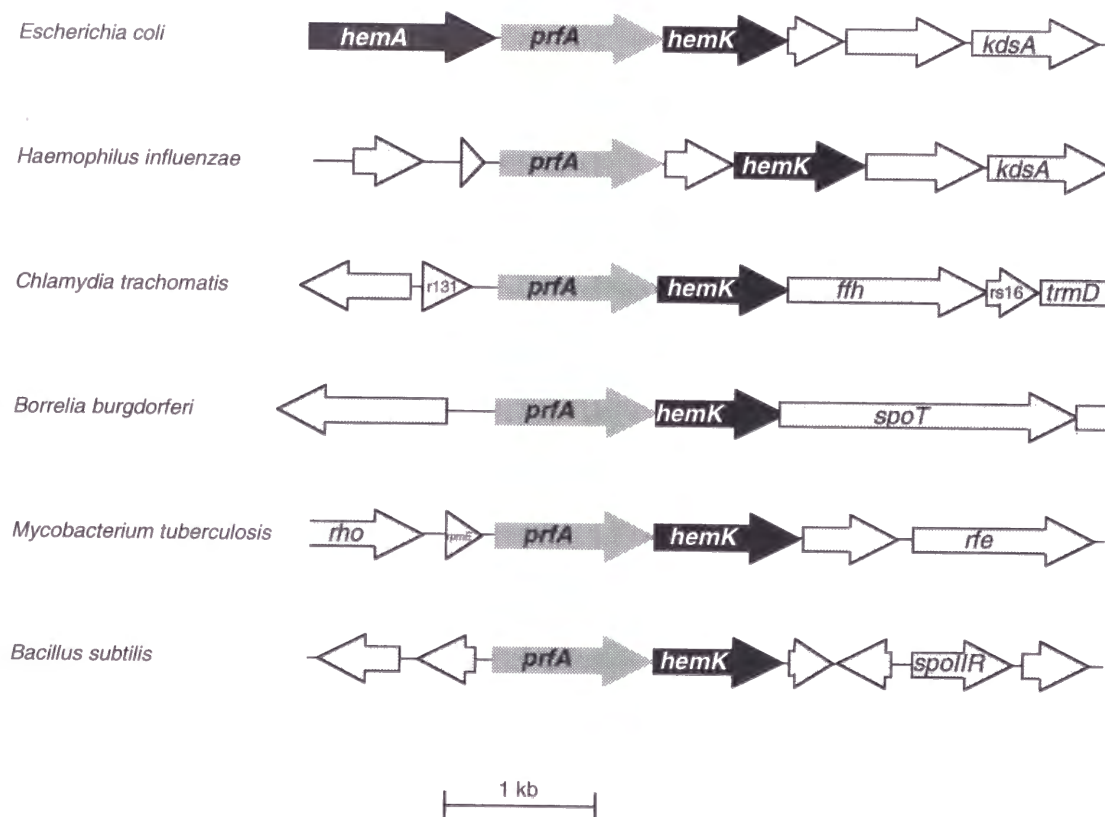 Escherichia coli hemA prfA hemK kdsA
Haemophilus influenzae prfA hemK kdsA
Chlamydia trachomatis r131 prfA hemK ffh rs16 trmD
Borrelia burgdorferi prfA hemK spoT
Mycobacterium tuberculosis rho rpmE prfA hemK rfe
Bacillus subtilis prfA hemK spoIIR
1 kb